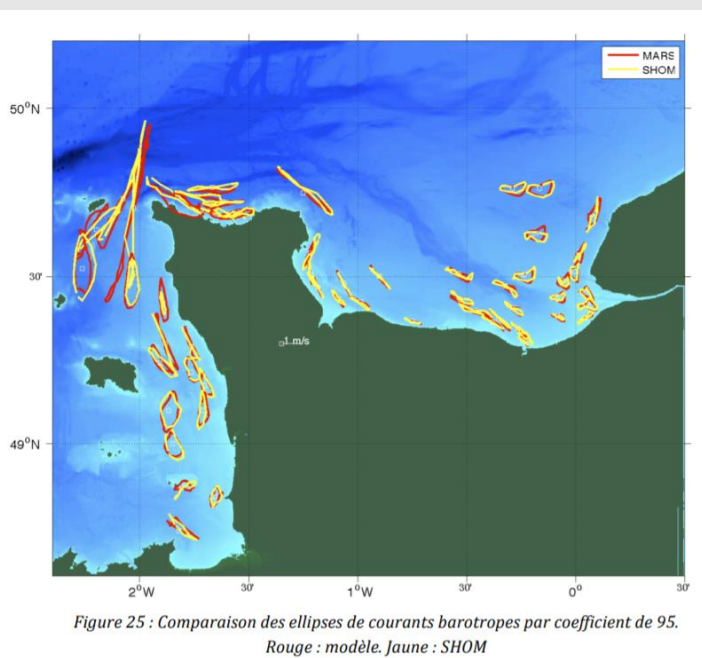 MARS
SHOM
50°N
30'
49°N
1.m/s
2°W
30'
1°W
30'
0°
30'
Figure 25 : Comparaison des ellipses de courants barotropes par coefficient de 95.
Rouge : modèle. Jaune : SHOM